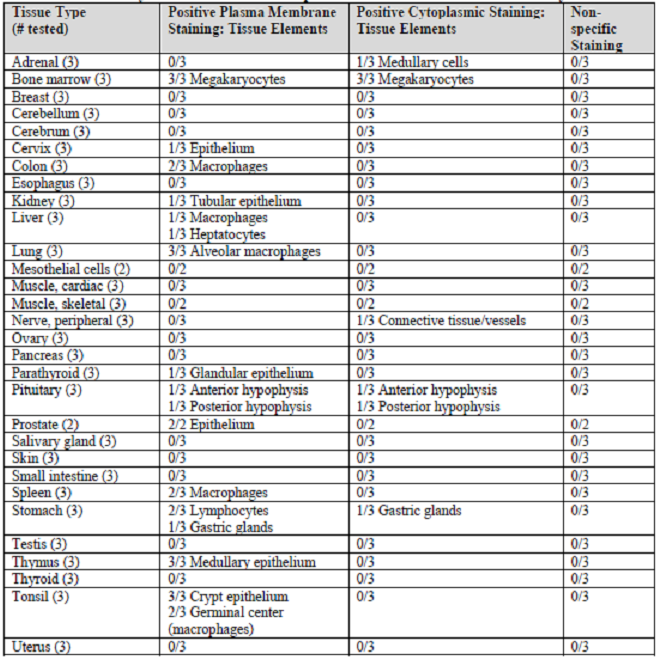 Tissue Type (# tested) | Positive Plasma Membrane Staining: Tissue Elements | Positive Cytoplasmic Staining: Tissue Elements | Non-specific Staining
Adrenal (3) | 0/3 | 1/3 Medullary cells | 0/3
Bone marrow (3) | 3/3 Megakaryocytes | 3/3 Megakaryocytes | 0/3
Breast (3) | 0/3 | 0/3 | 0/3
Cerebellum (3) | 0/3 | 0/3 | 0/3
Cerebrum (3) | 0/3 | 0/3 | 0/3
Cervix (3) | 1/3 Epithelium | 0/3 | 0/3
Colon (3) | 2/3 Macrophages | 0/3 | 0/3
Esophagus (3) | 0/3 | 0/3 | 0/3
Kidney (3) | 1/3 Tubular epithelium | 0/3 | 0/3
Liver (3) | 1/3 Macrophages | 0/3 | 0/3
1/3 Heptatocytes
Lung (3) | 3/3 Alveolar macrophages | 0/3 | 0/3
Mesothelial cells (2) | 0/2 | 0/2 | 0/2
Muscle, cardiac (3) | 0/3 | 0/3 | 0/3
Muscle, skeletal (3) | 0/2 | 0/2 | 0/2
Nerve, peripheral (3) | 0/3 | 1/3 Connective tissue/vessels | 0/3
Ovary (3) | 0/3 | 0/3 | 0/3
Pancreas (3) | 0/3 | 0/3 | 0/3
Parathyroid (3) | 1/3 Glandular epithelium | 0/3 | 0/3
Pituitary (3) | 1/3 Anterior hypophysis | 1/3 Anterior hypophysis | 0/3
1/3 Posterior hypophysis | 1/3 Posterior hypophysis
Prostate (2) | 2/2 Epithelium | 0/2 | 0/2
Salivary gland (3) | 0/3 | 0/3 | 0/3
Skin (3) | 0/3 | 0/3 | 0/3
Small intestine (3) | 0/3 | 0/3 | 0/3
Spleen (3) | 2/3 Macrophages | 0/3 | 0/3
Stomach (3) | 2/3 Lymphocytes | 1/3 Gastric glands | 0/3
1/3 Gastric glands
Testis (3) | 0/3 | 0/3 | 0/3
Thymus (3) | 3/3 Medullary epithelium | 0/3 | 0/3
Thyroid (3) | 0/3 | 0/3 | 0/3
Tonsil (3) | 3/3 Crypt epithelium | 0/3 | 0/3
2/3 Germinal center
(macrophages)
Uterus (3) | 0/3 | 0/3 | 0/3